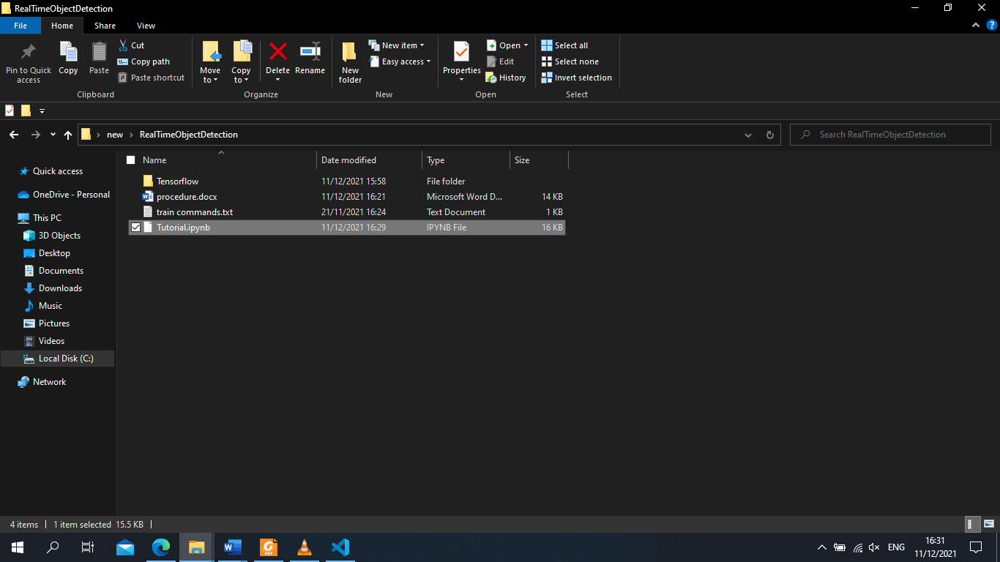 RealTimeObjectDetection
File Home Share View
Pin to Quick access
Copy
Paste
Cut
Copy path
Paste shortcut
Clipboard
Move to
Copy to
Delete
Rename
Organize
New folder
New item
Easy access
New
Properties
Open
Edit
History
Open
Select all
Select none
Invert selection
Select
new RealTimeObjectDetection
Search RealTimeObjectDetection
Quick access
OneDrive - Personal
This PC
3D Objects
Desktop
Documents
Downloads
Music
Pictures
Videos
Local Disk (C:)
Network
Name Date modified Type Size
Tensorflow 11/12/2021 15:58 File folder
procedure.docx 11/12/2021 16:21 Microsoft Word D... 14 KB
train commands.txt 21/11/2021 16:24 Text Document 1 KB
Tutorial.ipynb 11/12/2021 16:29 IPYNB File 16 KB
4 items 1 item selected 15.5 KB
PDF
ENG
16:31
11/12/2021